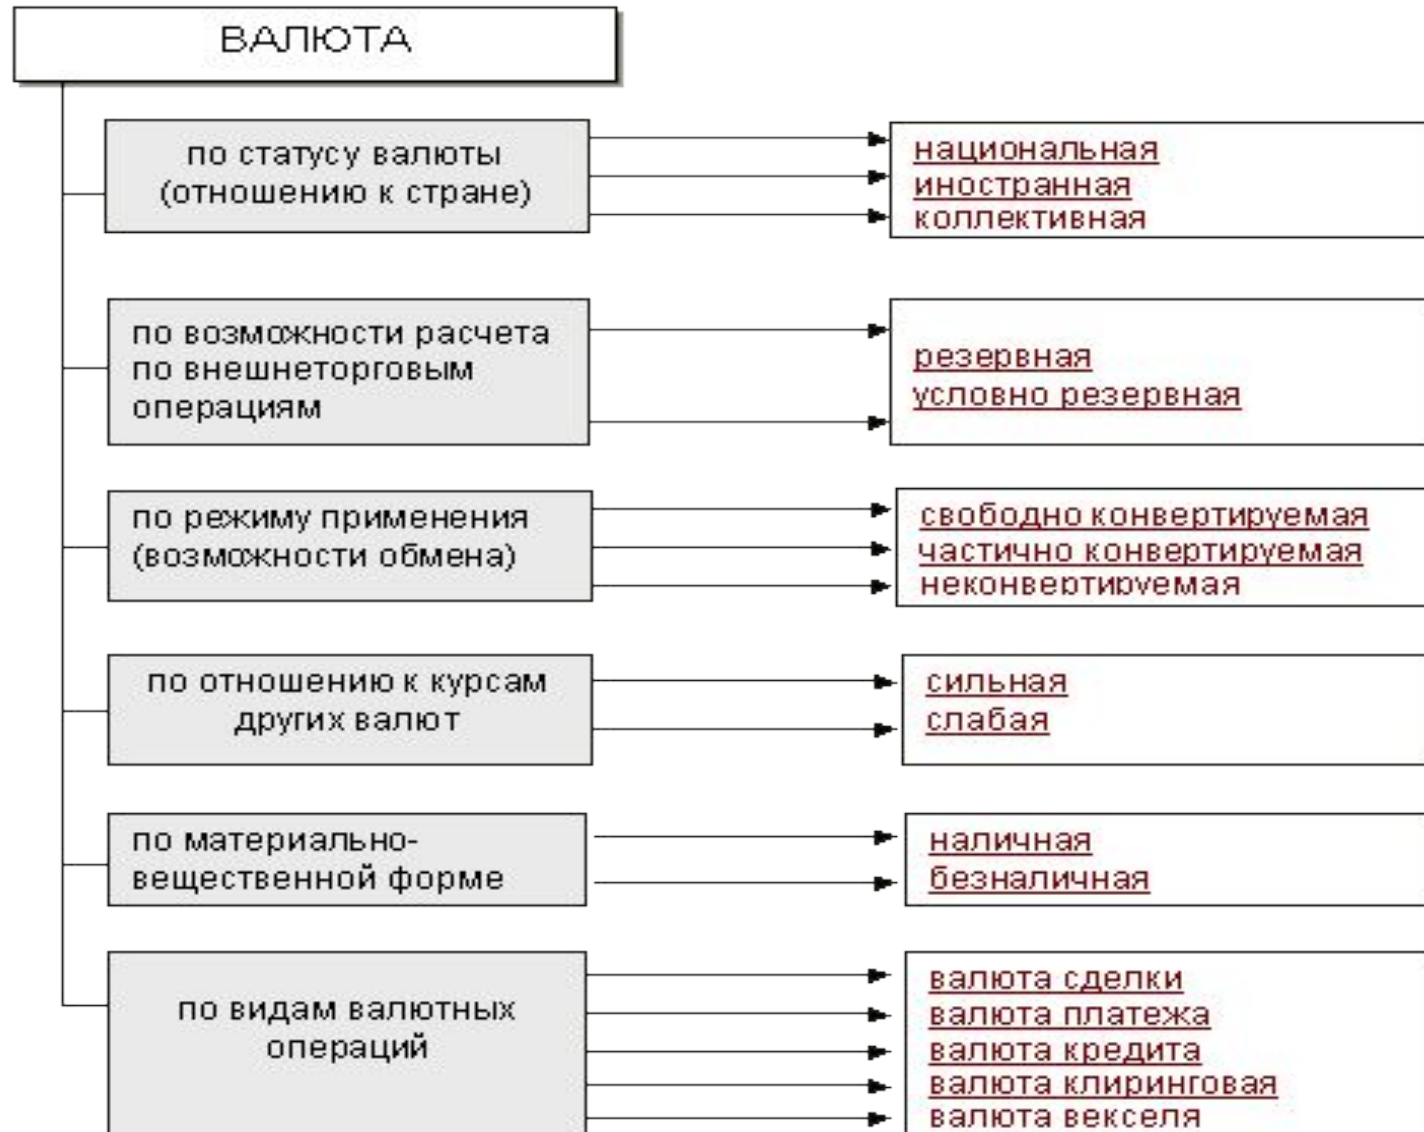 ВАЛЮТА
по статусу валюты
(отношению к стране)
национальная
иностранная
коллективная
по возможности расчета
по внешнеторговым
операциям
резервная
условно резервная
по режиму применения
(возможности обмена)
свободно конвертируемая
частично конвертируемая
неконвертируемая
по отношению к курсам
других валют
сильная
слабая
по материально-
вещественной форме
наличная
безналичная
по видам валютных
операций
валюта сделки
валюта платежа
валюта кредита
валюта клиринговая
валюта векселя